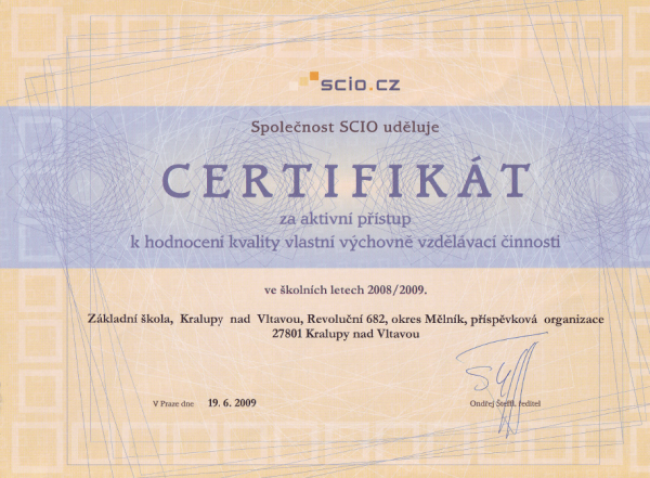 scio.cz
Společnost SCIO uděluje
CERTIFIKÁT
za aktivní přístup
k hodnocení kvality vlastní výchovně vzdělávací činnosti
ve školních letech 2008/2009.
Základní škola, Kralupy nad Vltavou, Revoluční 682, okres Mělník, příspěvková organizace
27801 Kralupy nad Vltavou
V Praze dne 19. 6. 2009
Ondřej Šteffl, ředitel